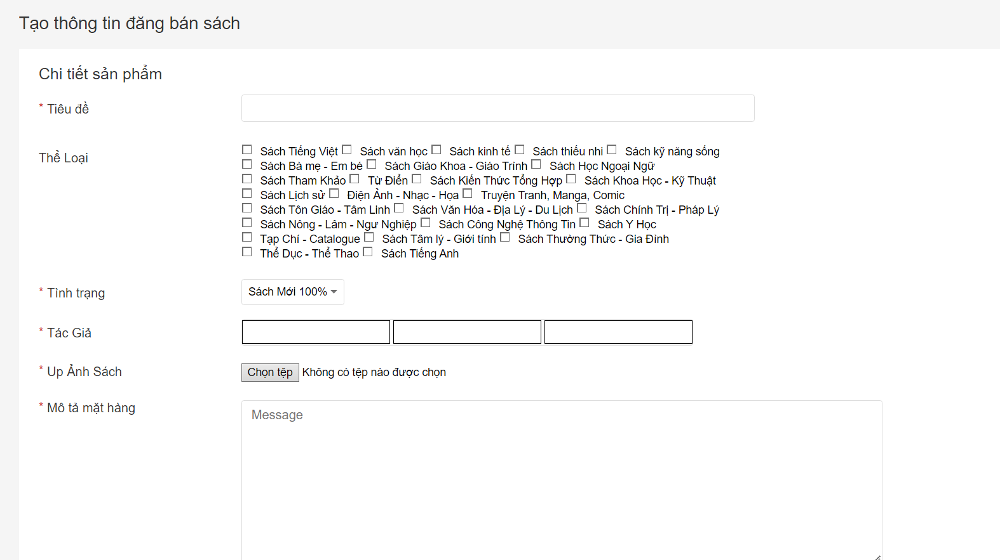 Tạo thông tin đăng bán sách
Chi tiết sản phẩm
* Tiêu đề
Thể Loại
Sách Tiếng Việt Sách văn học Sách kinh tế Sách thiếu nhi Sách kỹ năng sống
Sách Bà mẹ - Em bé Sách Giáo Khoa - Giáo Trình Sách Học Ngoại Ngữ
Sách Tham Khảo Từ Điển Sách Kiến Thức Tổng Hợp Sách Khoa Học - Kỹ Thuật
Sách Lịch sử Điện Ảnh - Nhạc - Họa Truyện Tranh, Manga, Comic
Sách Tôn Giáo - Tâm Linh Sách Văn Hóa - Địa Lý - Du Lịch Sách Chính Trị - Pháp Lý
Sách Nông - Lâm - Ngư Nghiệp Sách Công Nghệ Thông Tin Sách Y Học
Tạp Chí - Catalogue Sách Tâm lý - Giới tính Sách Thường Thức - Gia Đình
Thể Dục - Thể Thao Sách Tiếng Anh
* Tình trạng
Sách Mới 100%
* Tác Giả
* Up Ảnh Sách
Chọn tệp Không có tệp nào được chọn
* Mô tả mặt hàng
Message